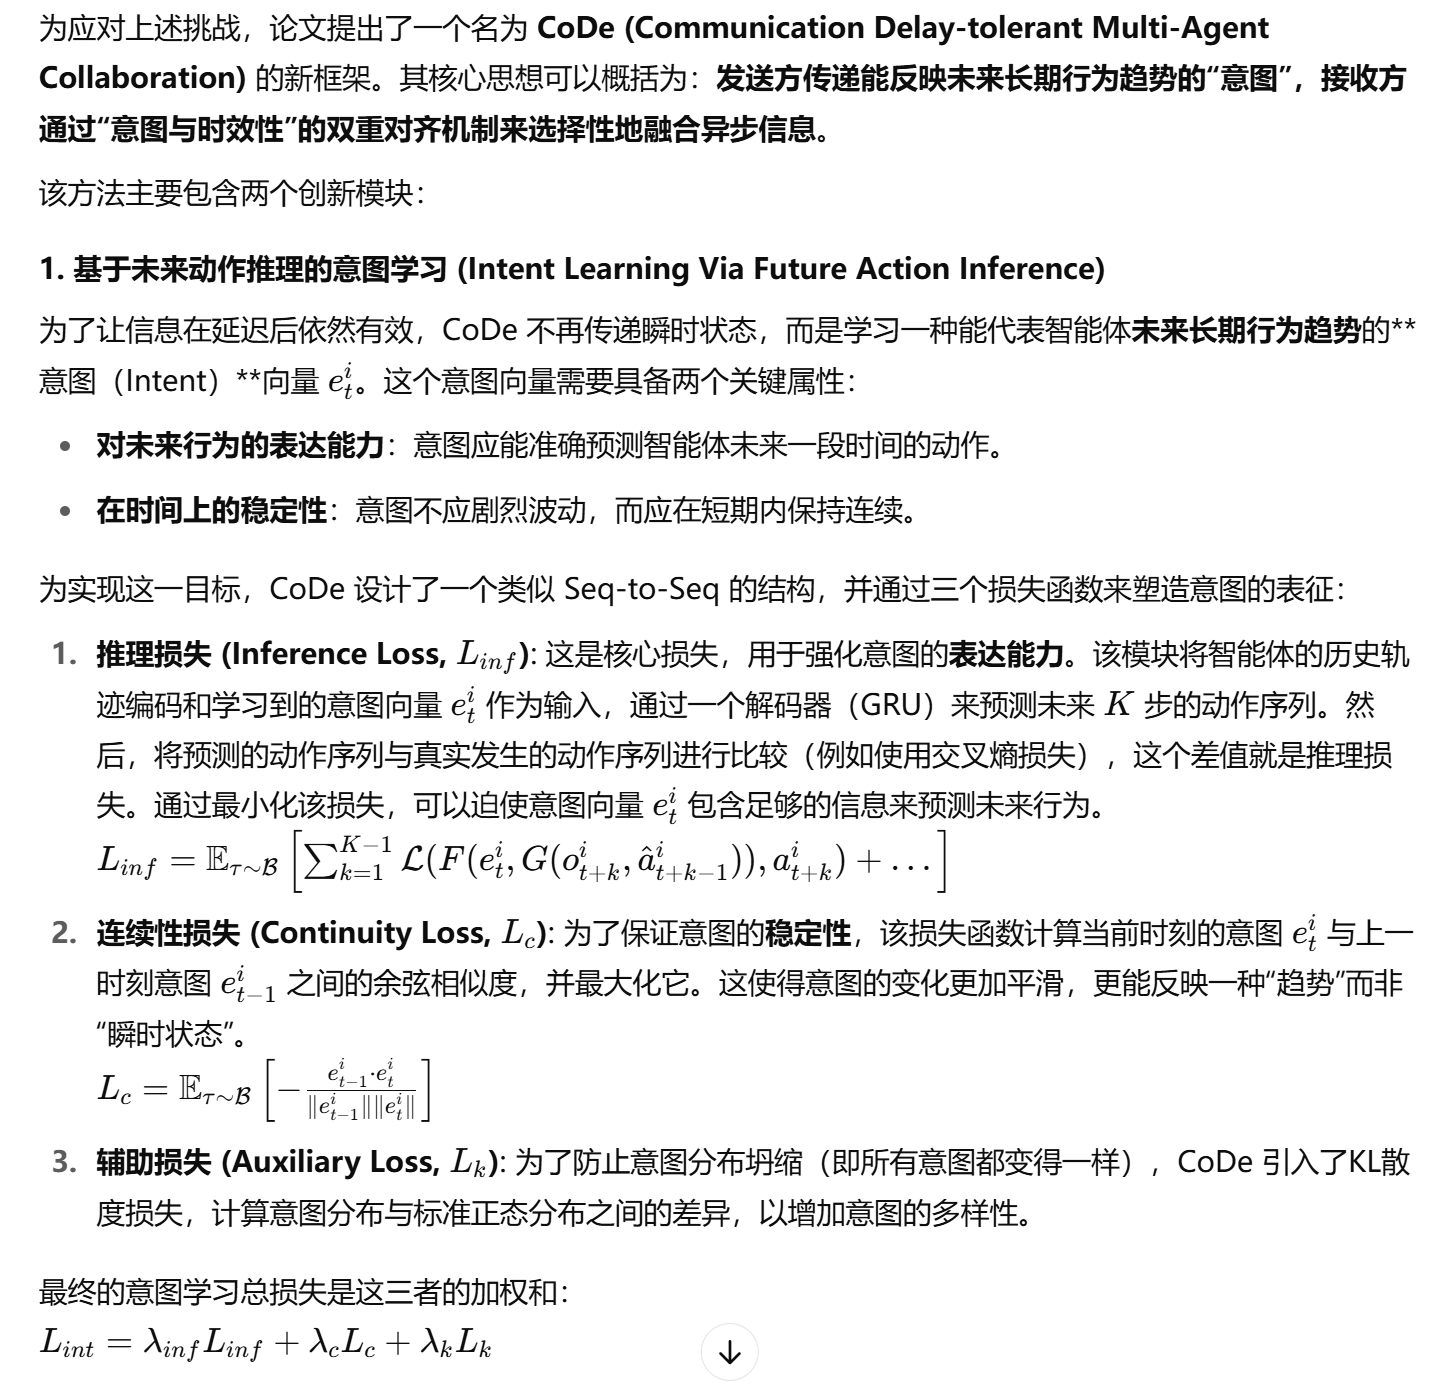 为应对上述挑战，论文提出了一个名为 CoDe (Communication Delay-tolerant Multi-Agent
Collaboration) 的新框架。其核心思想可以概括为：发送方传递能反映未来长期行为趋势的“意图”，接收方
通过“意图与时效性”的双重对齐机制来选择性地融合异步信息。
该方法主要包含两个创新模块：
1. 基于未来动作推理的意图学习 (Intent Learning Via Future Action Inference)
为了让信息在延迟后依然有效，CoDe 不再传递瞬时状态，而是学习一种能代表智能体未来长期行为趋势的**
意图（Intent）**向量 $e_t^i$。这个意图向量需要具备两个关键属性：
• 对未来行为的表达能力：意图应能准确预测智能体未来一段时间的动作。
• 在时间上的稳定性：意图不应剧烈波动，而应在短期内保持连续。
为实现这一目标，CoDe 设计了一个类似 Seq-to-Seq 的结构，并通过三个损失函数来塑造意图的表征：
1. 推理损失 (Inference Loss, $L_{inf}$): 这是核心损失，用于强化意图的表达能力。该模块将智能体的历史轨
迹编码和学习到的意图向量 $e_t^i$ 作为输入，通过一个解码器（GRU）来预测未来 $K$ 步的动作序列。然
后，将预测的动作序列与真实发生的动作序列进行比较（例如使用交叉熵损失），这个差值就是推理损
失。通过最小化该损失，可以迫使意图向量 $e_t^i$ 包含足够的信息来预测未来行为。
$L_{inf} = \mathbb{E}_{\tau \sim \mathcal{B}} \left[ \sum_{k=1}^{K-1} \mathcal{L}(F(e_t^i, G(o_{t+k}^i, \hat{a}_{t+k-1}^i)), a_{t+k}^i) + \dots \right]$
2. 连续性损失 (Continuity Loss, $L_c$): 为了保证意图的稳定性，该损失函数计算当前时刻的意图 $e_t^i$ 与上一
时刻意图 $e_{t-1}^i$ 之间的余弦相似度，并最大化它。这使得意图的变化更加平滑，更能反映一种“趋势”而非
“瞬时状态”。
$L_c = \mathbb{E}_{\tau \sim \mathcal{B}} \left[ -\frac{e_{t-1}^i \cdot e_t^i}{\|e_{t-1}^i\| \|e_t^i\|} \right]$
3. 辅助损失 (Auxiliary Loss, $L_k$): 为了防止意图分布坍缩（即所有意图都变得一样），CoDe 引入了KL散
度损失，计算意图分布与标准正态分布之间的差异，以增加意图的多样性。
最终的意图学习总损失是这三者的加权和：
$L_{int} = \lambda_{inf} L_{inf} + \lambda_c L_c + \lambda_k L_k$